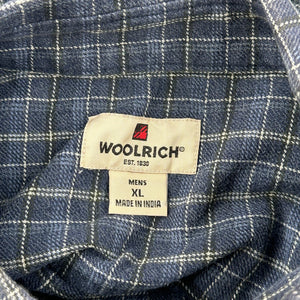 WOOLRICH®
EST. 1830
MENS
XL
MADE IN INDIA